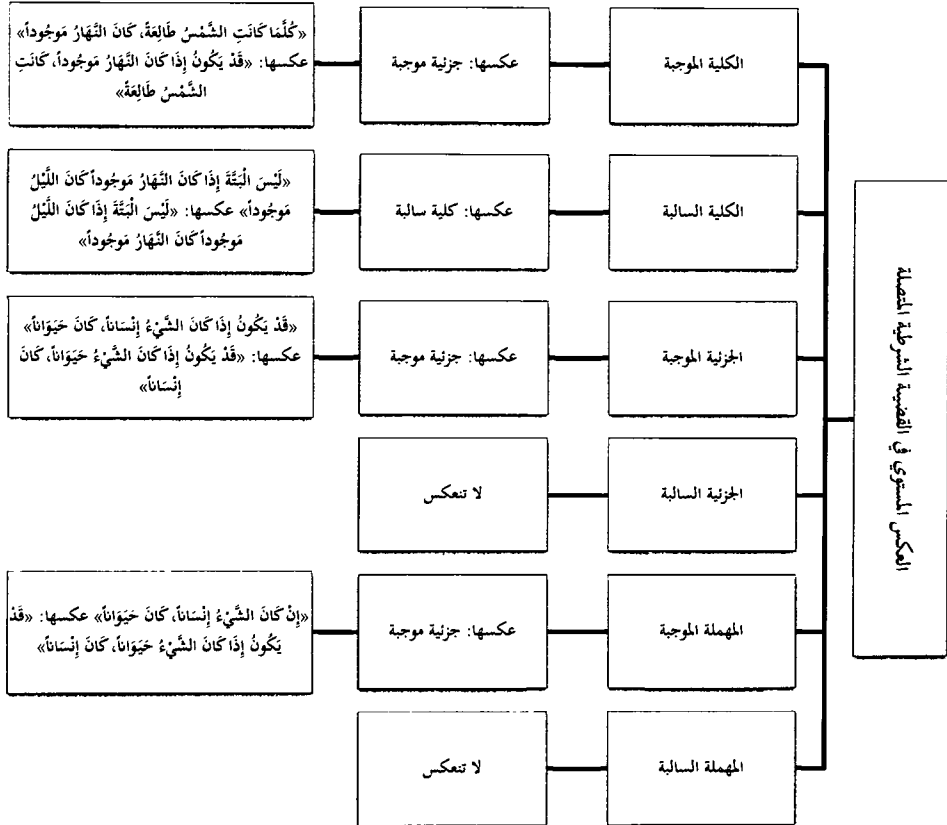 العكس المستوي في القضية الشرطية المتصلة
الكلية الموجبة
عكسها: جزئية موجبة
«كُلَّمَا كَانَتِ الشَّمْسُ طَالِعَةً، كَانَ النَّهَارُ مَوجُوداً»
عكسها: «قَدْ يَكُونُ إِذَا كَانَ النَّهَارُ مَوجُوداً، كَانَتِ
الشَّمْسُ طَالِعَةً»
الكلية السالبة
عكسها: كلية سالبة
«لَيْسَ الْبَتَّةَ إِذَا كَانَ النَّهَارُ مَوجُوداً كَانَ اللَّيْلُ
مَوجُوداً» عكسها: «لَيْسَ الْبَتَّةَ إِذَا كَانَ اللَّيْلُ
مَوجُوداً كَانَ النَّهَارُ مَوجُوداً»
الجزئية الموجبة
عكسها: جزئية موجبة
«قَدْ يَكُونُ إِذَا كَانَ الشَّيْءُ إِنْسَاناً، كَانَ حَيَوَاناً»
عكسها: «قَدْ يَكُونُ إِذَا كَانَ الشَّيْءُ حَيَوَاناً، كَانَ
إِنْسَاناً»
الجزئية السالبة
لا تنعكس
المهملة الموجبة
عكسها: جزئية موجبة
«إِنْ كَانَ الشَّيْءُ إِنْسَاناً، كَانَ حَيَوَاناً» عكسها: «قَدْ
يَكُونُ إِذَا كَانَ الشَّيْءُ حَيَوَاناً، كَانَ إِنْسَاناً»
المهملة السالبة
لا تنعكس